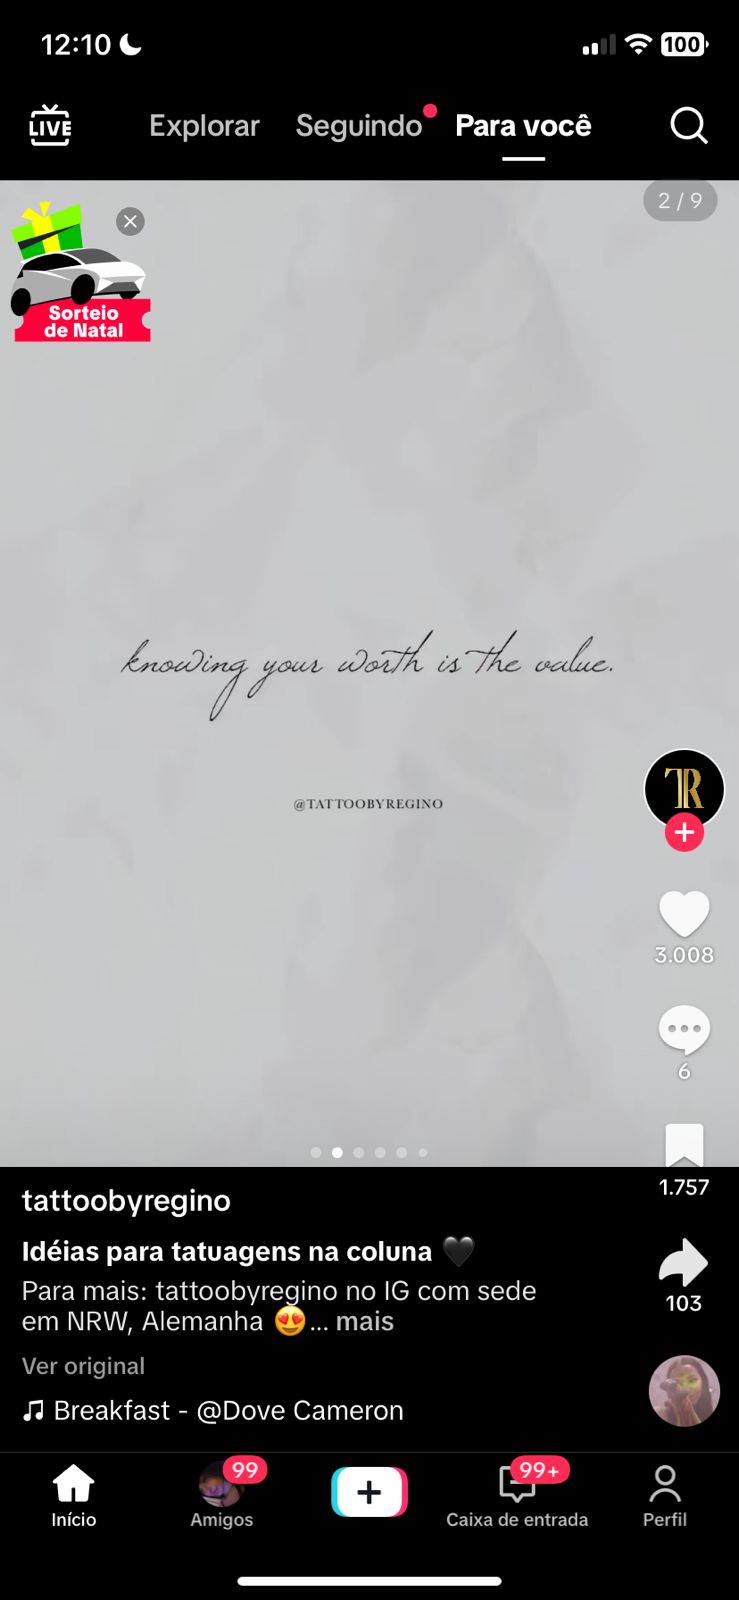 12:10
100
LIVE
Explorar
Seguindo
Para você
2 / 9
Sorteio
de Natal
knowing your worth is the value.
@TATTOOBYREGINO
TR
3.008
6
1.757
103
tattoobyregino
Idéias para tatuagens na coluna 🖤
Para mais: tattoobyregino no IG com sede
em NRW, Alemanha 😍... mais
Ver original
Breakfast - @Dove Cameron
99
99+
Início
Amigos
Caixa de entrada
Perfil